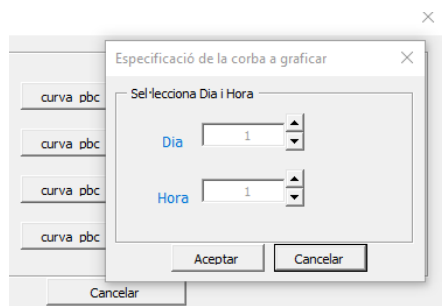 Especificació de la corba a graficar
Sel·lecciona Dia i Hora
curva pbc
Dia 1
curva pbc
curva pbc
Hora 1
curva pbc
Aceptar Cancelar
Cancelar